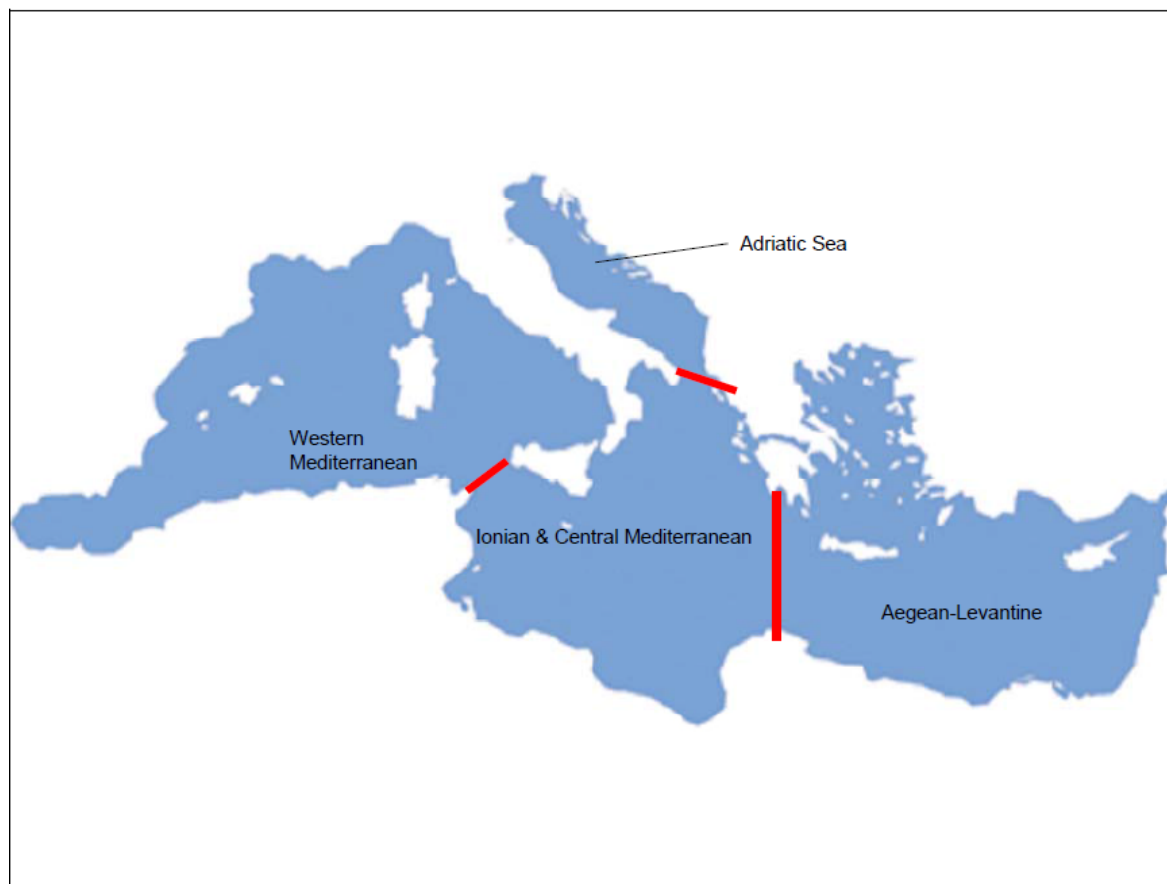 Adriatic Sea
Western
Mediterranean
Ionian & Central Mediterranean
Aegean-Levantine